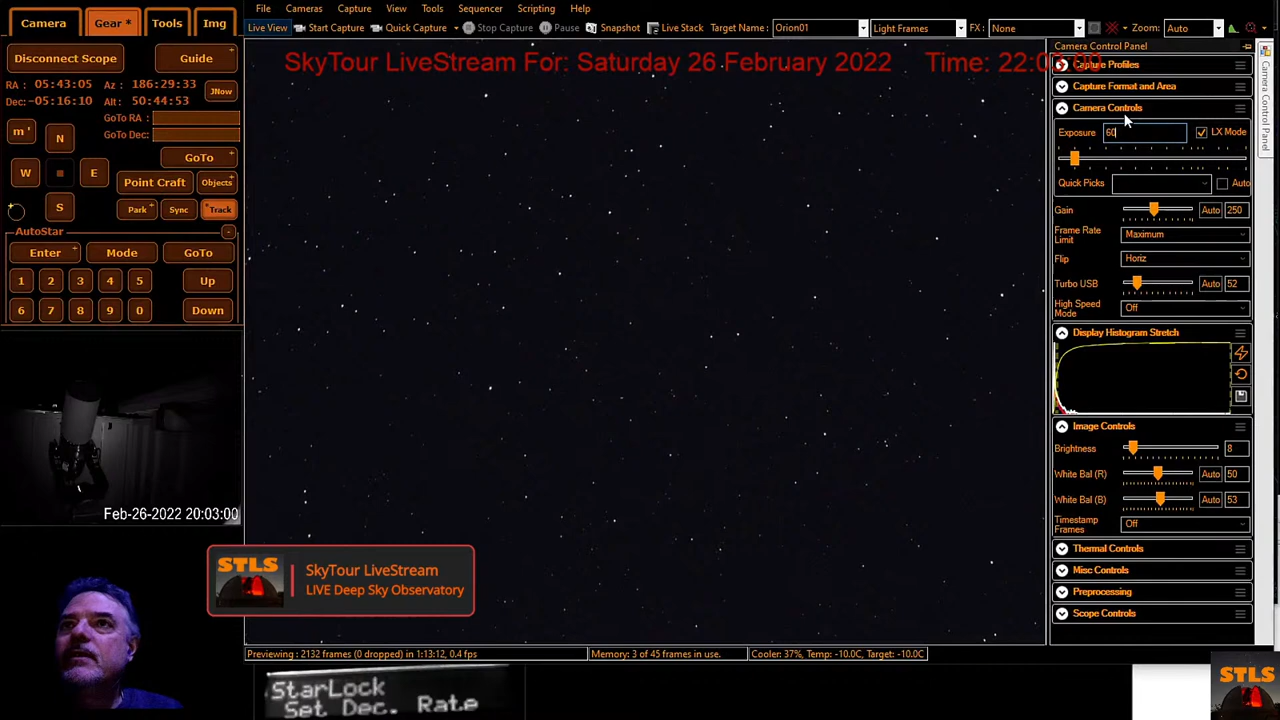 Camera Gear * Tools Img
File Cameras Capture View Tools Sequencer Scripting Help
Live View Start Capture Quick Capture Stop Capture Pause Snapshot Live Stack Target Name : Orion01 Light Frames FX : None Zoom: Auto
SkyTour LiveStream For: Saturday 26 February 2022 Time: 22:03:00
Disconnect Scope Guide
RA : 05:43:05 Az : 186:29:33
Dec: -05:16:10 Alt: 50:44:53
JNow
GoTo RA :
GoTo Dec:
m '
N
GoTo
W E
Point Craft Objects
S
Park Sync Track
AutoStar
-
Enter Mode GoTo
1 2 3 4 5 Up
6 7 8 9 0 Down
Feb-26-2022 20:03:00
STLS
SkyTour LiveStream
LIVE Deep Sky Observatory
Camera Control Panel
Capture Profiles
Capture Format and Area
Camera Controls
Exposure 60 LX Mode
Quick Picks Auto
Gain Auto 250
Frame Rate Limit Maximum
Flip Horiz
Turbo USB Auto 52
High Speed Mode Off
Display Histogram Stretch
Image Controls
Brightness 8
White Bal (R) Auto 50
White Bal (B) Auto 53
Timestamp Frames Off
Thermal Controls
Misc Controls
Preprocessing
Scope Controls
Camera Control Panel
Previewing : 2132 frames (0 dropped) in 1:13:12, 0.4 fps Memory: 3 of 45 frames in use. Cooler: 37%, Temp: -10.0C, Target: -10.0C
StarLock
Set Dec. Rate
STLS